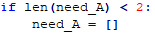 if len(need_A) < 2:
    need_A = []